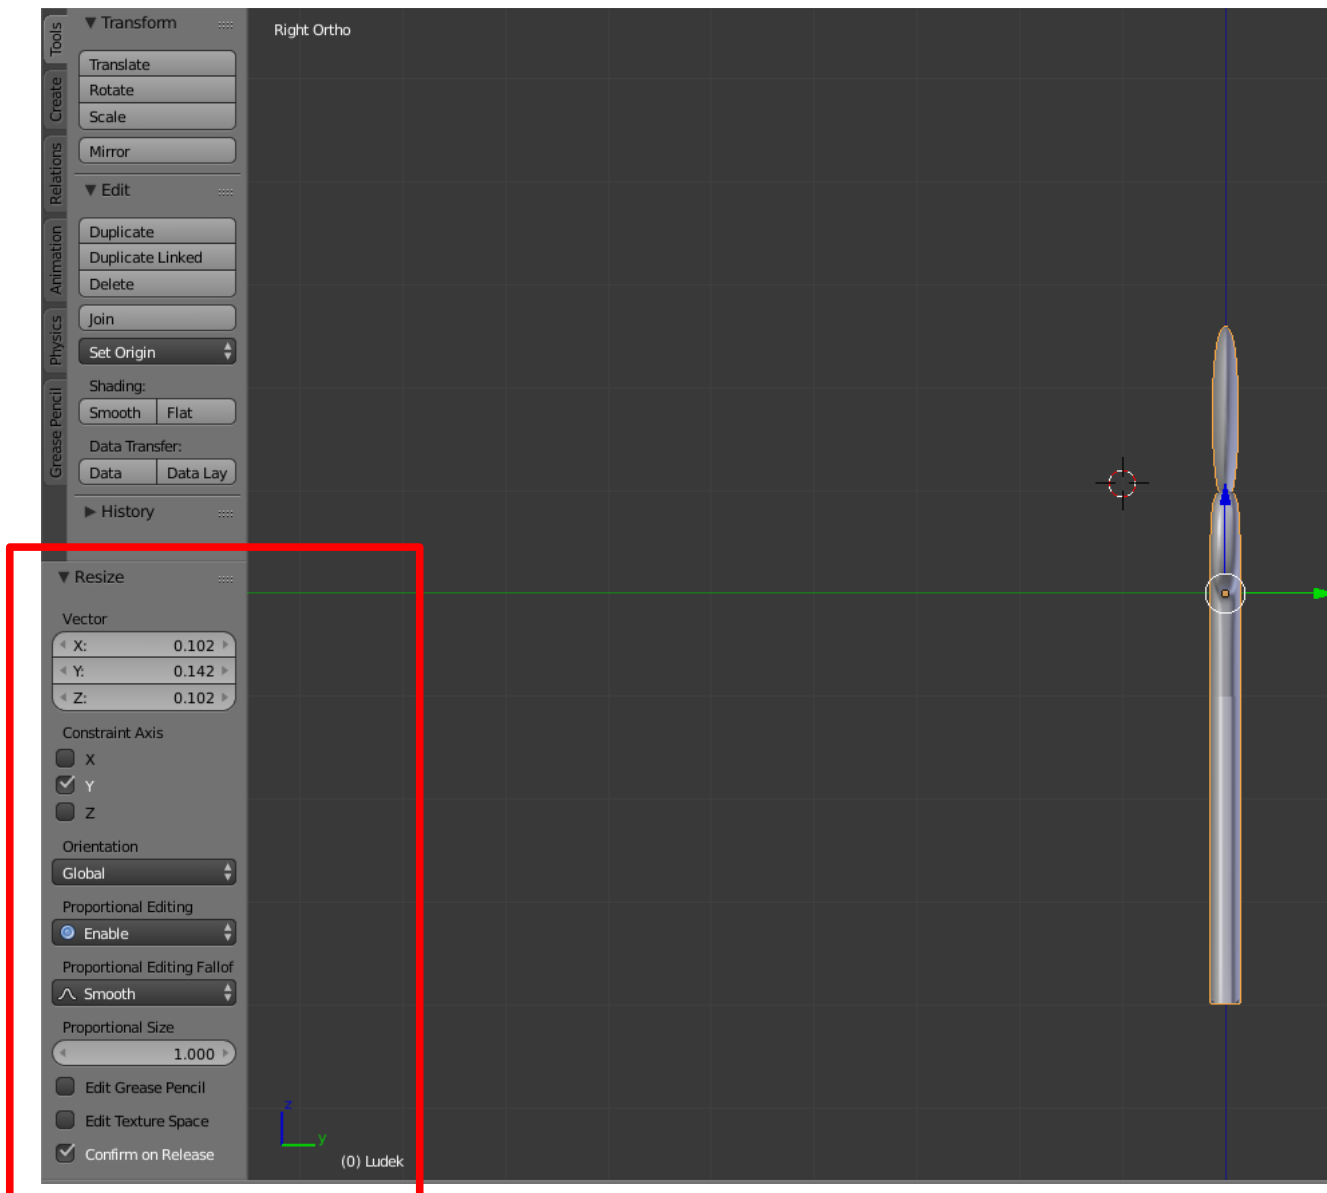 Tools
Create
Relations
Animation
Physics
Grease Pencil
Transform
Translate
Rotate
Scale
Mirror
Edit
Duplicate
Duplicate Linked
Delete
Join
Set Origin
Shading:
Smooth Flat
Data Transfer:
Data Data Lay
History
Resize
Vector
X: 0.102
Y: 0.142
Z: 0.102
Constraint Axis
X
Y
Z
Orientation
Global
Proportional Editing
Enable
Proportional Editing Fallof
Smooth
Proportional Size
1.000
Edit Grease Pencil
Edit Texture Space
Confirm on Release
Right Ortho
z
y
(0) Ludek